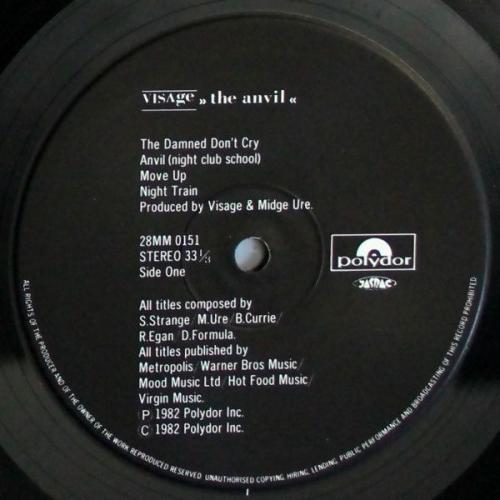 VISAGE » the anvil «
The Damned Don't Cry
Anvil (night club school)
Move Up
Night Train
Produced by Visage & Midge Ure.
28MM 0151
STEREO 33 1/3
Side One
polydor
JASRAC
All titles composed by
S.Strange/M.Ure/B.Currie/
R.Egan/D.Formula.
All titles published by
Metropolis/Warner Bros Music/
Mood Music Ltd/Hot Food Music/
Virgin Music.
℗ 1982 Polydor Inc.
© 1982 Polydor Inc.
ALL RIGHTS OF THE PRODUCER AND OF THE OWNER OF THE WORK REPRODUCED RESERVED UNAUTHORISED COPYING, HIRING, LENDING, PUBLIC PERFORMANCE AND BROADCASTING OF THIS RECORD PROHIBITED